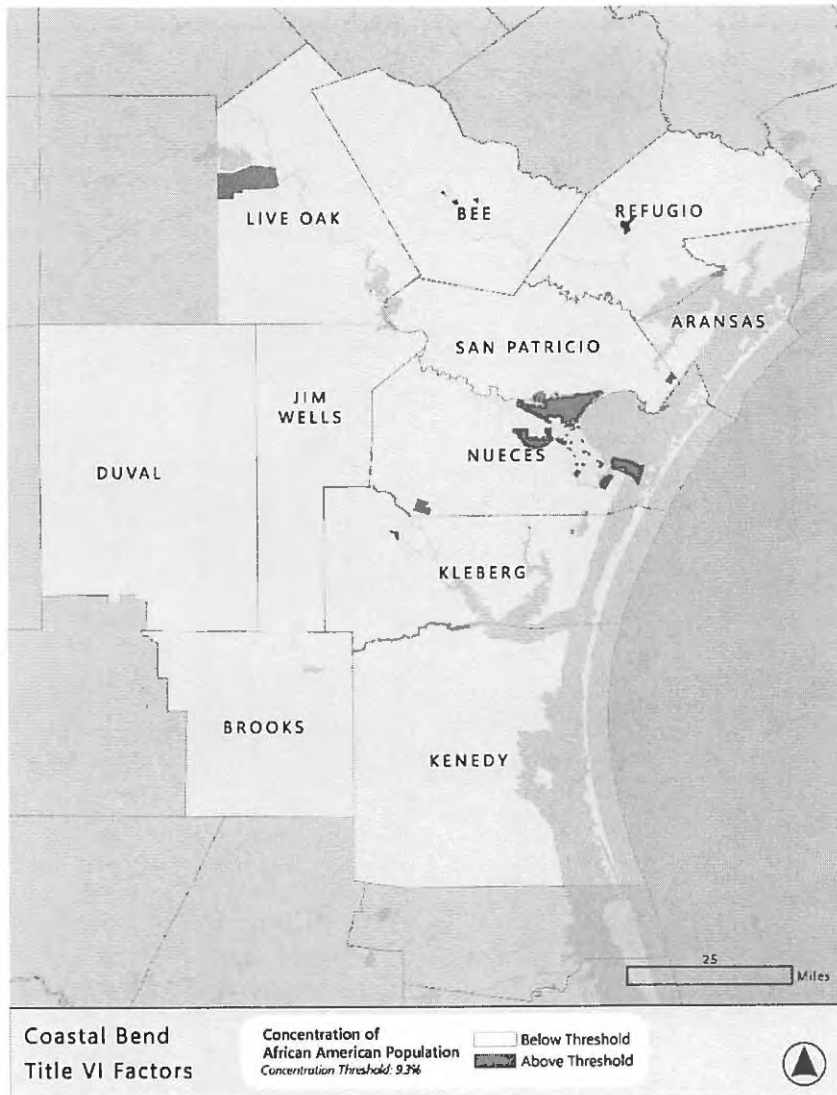 LIVE OAK
BEE
REFUGIO
ARANSAS
SAN PATRICIO
JIM
WELLS
DUVAL
NUECES
KLEBERG
BROOKS
KENEDY
25
Miles
Coastal Bend
Title VI Factors
Concentration of
African American Population
Concentration Threshold: 9.3%
Below Threshold
Above Threshold